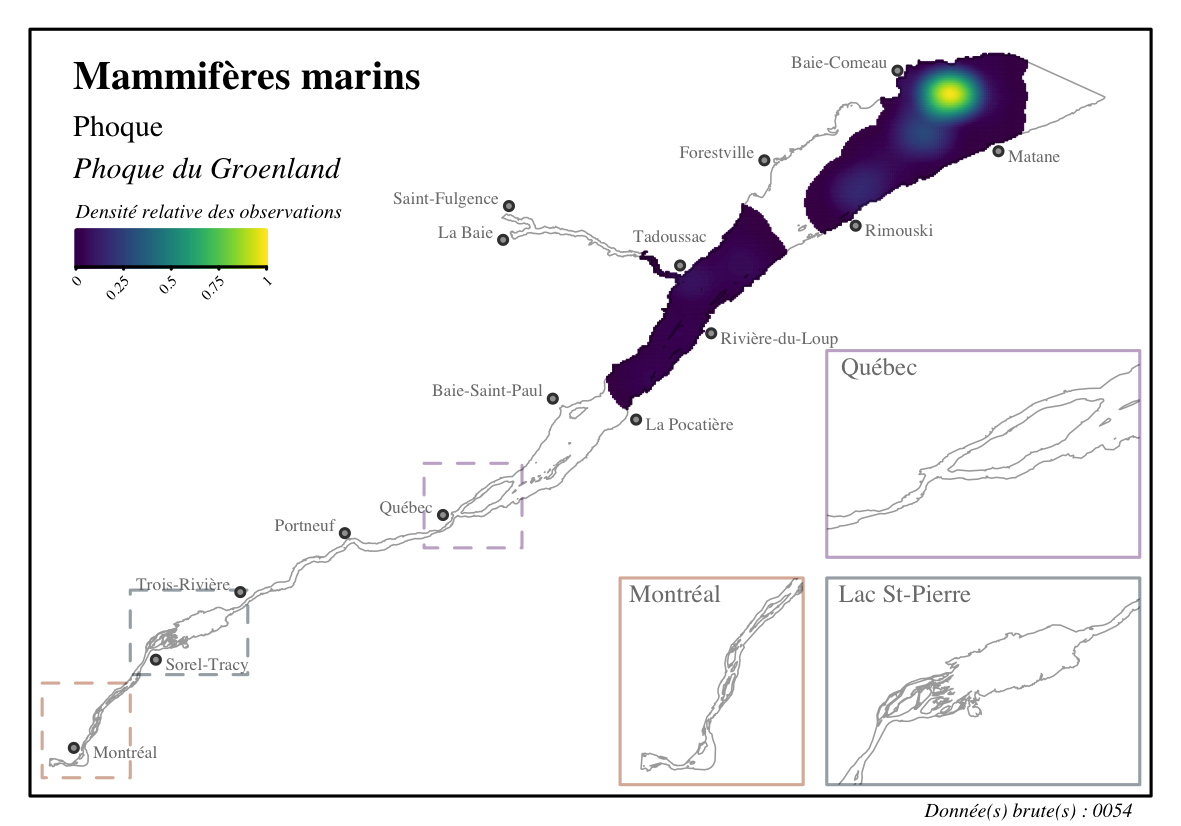 Mammifères marins
Phoque
Phoque du Groenland
Densité relative des observations
0
0.25
0.5
0.75
1
Baie-Comeau
Forestville
Matane
Saint-Fulgence
La Baie
Tadoussac
Rimouski
Rivière-du-Loup
Baie-Saint-Paul
La Pocatière
Québec
Québec
Portneuf
Trois-Rivière
Sorel-Tracy
Montréal
Montréal
Lac St-Pierre
Donnée(s) brute(s) : 0054